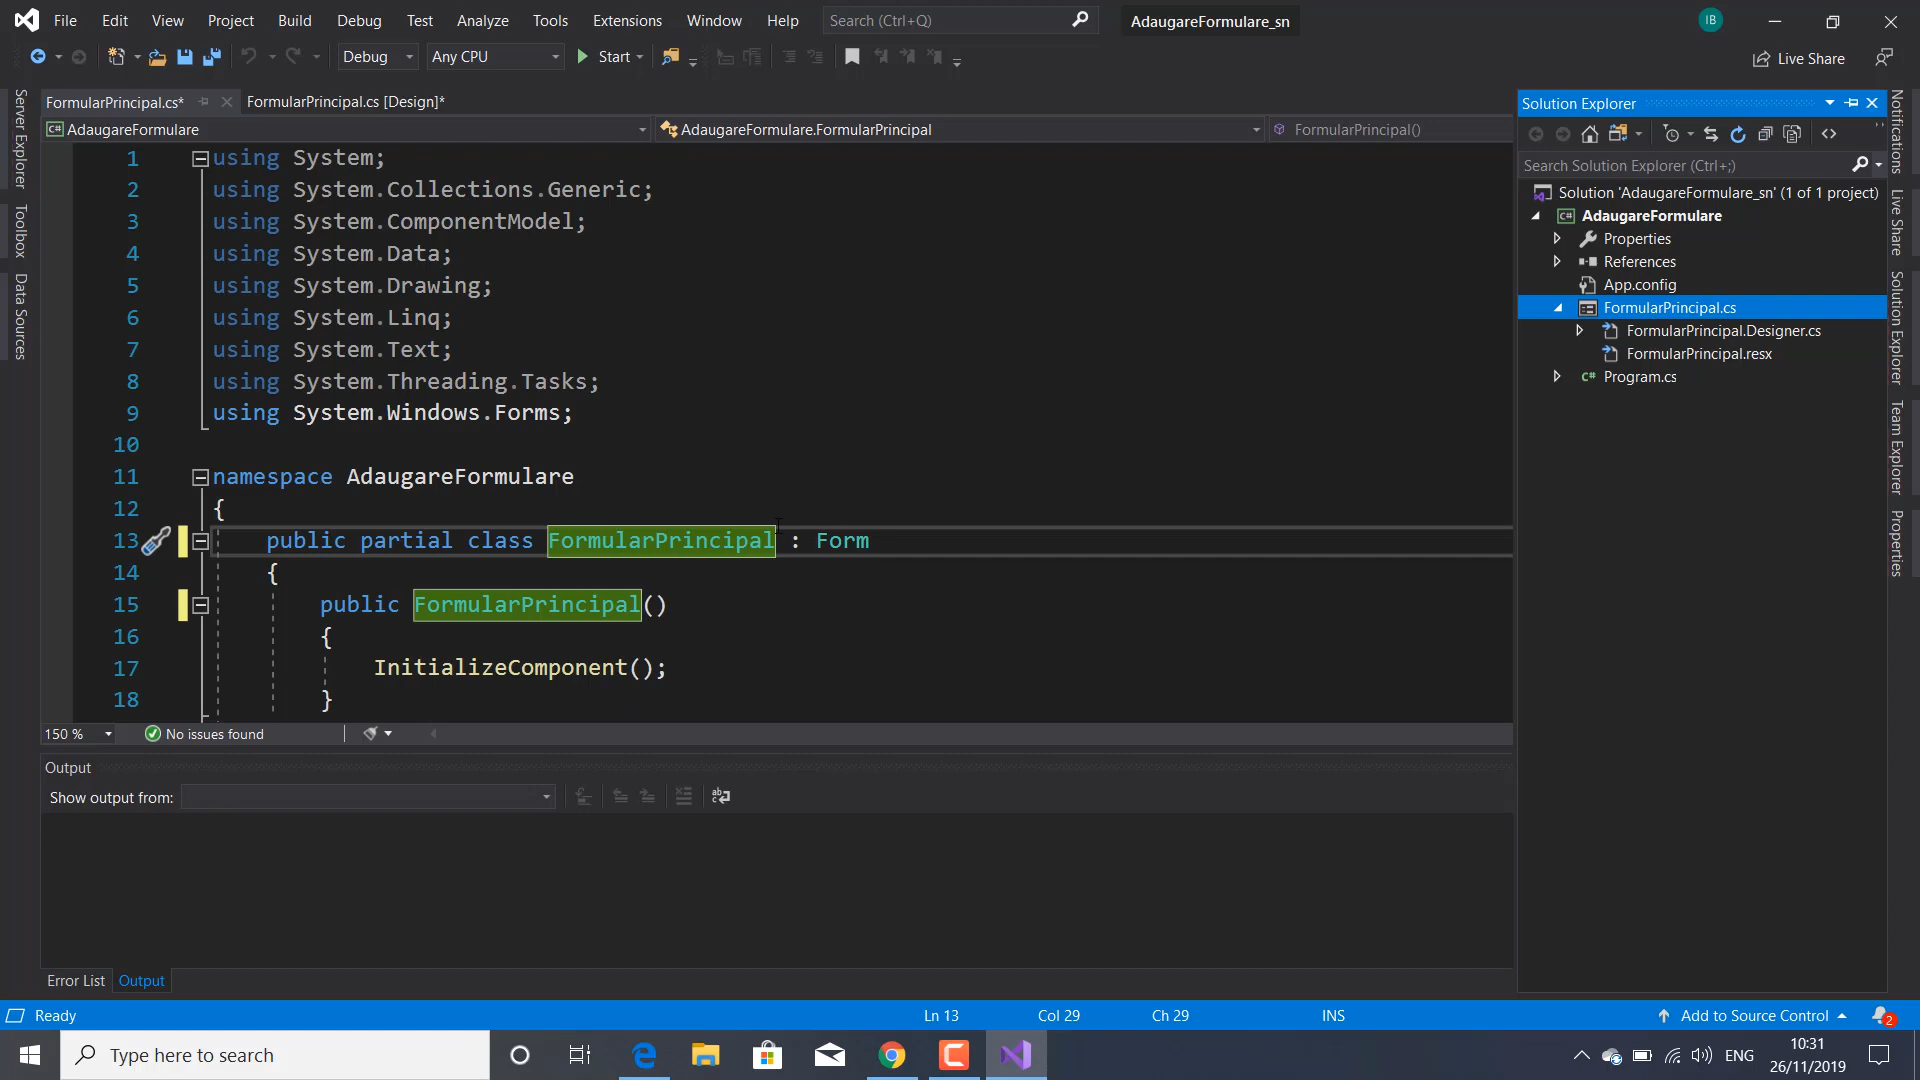 File Edit View Project Build Debug Test Analyze Tools Extensions Window Help Search (Ctrl+Q) AdaugareFormulare_sn IB
Debug Any CPU Start Live Share
FormularPrincipal.cs* FormularPrincipal.cs [Design]*
AdaugareFormulare AdaugareFormulare.FormularPrincipal FormularPrincipal()
1 using System;
2 using System.Collections.Generic;
3 using System.ComponentModel;
4 using System.Data;
5 using System.Drawing;
6 using System.Linq;
7 using System.Text;
8 using System.Threading.Tasks;
9 using System.Windows.Forms;
10
11 namespace AdaugareFormulare
12 {
13 public partial class FormularPrincipal : Form
14 {
15 public FormularPrincipal()
16 {
17 InitializeComponent();
18 }
150 % No issues found
Output
Show output from:
Error List Output
Server Explorer
Toolbox
Data Sources
Solution Explorer
Search Solution Explorer (Ctrl+;)
Solution 'AdaugareFormulare_sn' (1 of 1 project)
AdaugareFormulare
Properties
References
App.config
FormularPrincipal.cs
FormularPrincipal.Designer.cs
FormularPrincipal.resx
Program.cs
Notifications
Live Share
Solution Explorer
Team Explorer
Properties
Ready Ln 13 Col 29 Ch 29 INS Add to Source Control 2
Type here to search ENG 10:31
26/11/2019